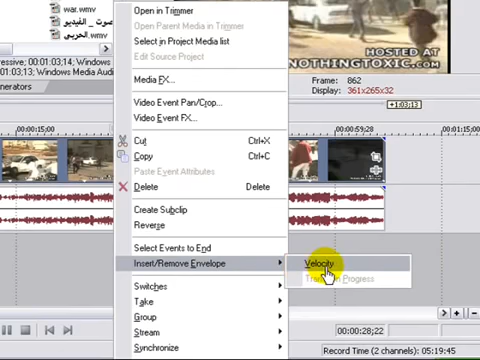 war.wmv
صوت _ الفيديو
الحربي.wmv
pressive; 00:01:03;14; Windows
:01:03;13; Windows Media Audi
nerators
Open in Trimmer
Open Parent Media in Trimmer
Select in Project Media list
Edit Source Project
Media FX...
Video Event Pan/Crop...
Video Event FX...
Cut Ctrl+X
Copy Ctrl+C
Paste Event Attributes
Delete Delete
Create Subclip
Reverse
Select Events to End
Insert/Remove Envelope
Switches
Take
Group
Stream
Synchronize
Velocity
HOSTED AT
NOTHINGTOXIC.COM
Frame: 862
Display: 361x265x32
+1:03;13
00:00:15;00
00:00:59;28
00:01:15;00
00:00:28;22
Record Time (2 channels): 05:19:45